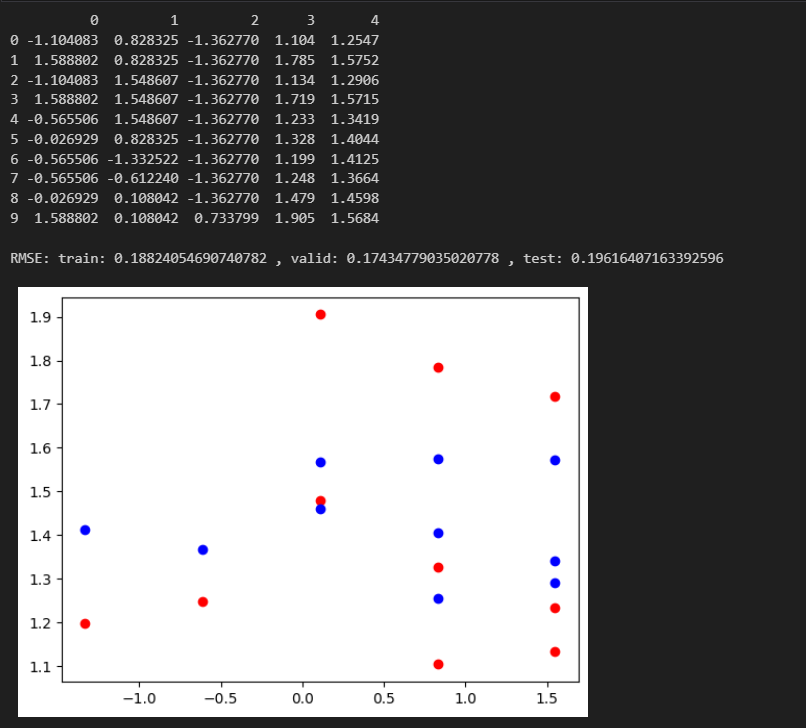 0 1 2 3 4
0 -1.104083 0.828325 -1.362770 1.104 1.2547
1 1.588802 0.828325 -1.362770 1.785 1.5752
2 -1.104083 1.548607 -1.362770 1.134 1.2906
3 1.588802 1.548607 -1.362770 1.719 1.5715
4 -0.565506 1.548607 -1.362770 1.233 1.3419
5 -0.026929 0.828325 -1.362770 1.328 1.4044
6 -0.565506 -1.332522 -1.362770 1.199 1.4125
7 -0.565506 -0.612240 -1.362770 1.248 1.3664
8 -0.026929 0.108042 -1.362770 1.479 1.4598
9 1.588802 0.108042 0.733799 1.905 1.5684
RMSE: train: 0.18824054690740782 , valid: 0.17434779035020778 , test: 0.19616407163392596
1.9
1.8
1.7
1.6
1.5
1.4
1.3
1.2
1.1
−1.0 −0.5 0.0 0.5 1.0 1.5